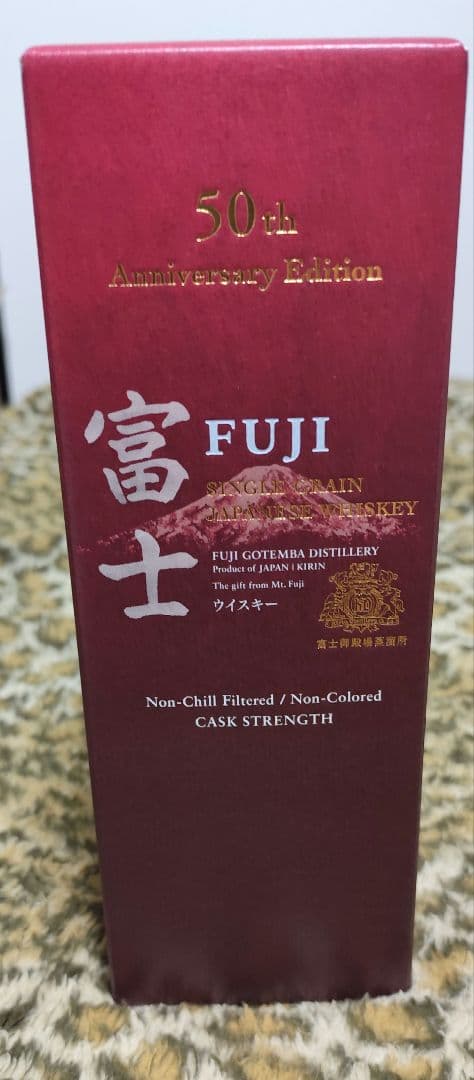 50th
Anniversary Edition
富士
FUJI
SINGLE GRAIN
JAPANESE WHISKEY
FUJI GOTEMBA DISTILLERY
Product of JAPAN | KIRIN
The gift from Mt. Fuji
ウイスキー
富士御殿場蒸溜所
Non-Chill Filtered / Non-Colored
CASK STRENGTH